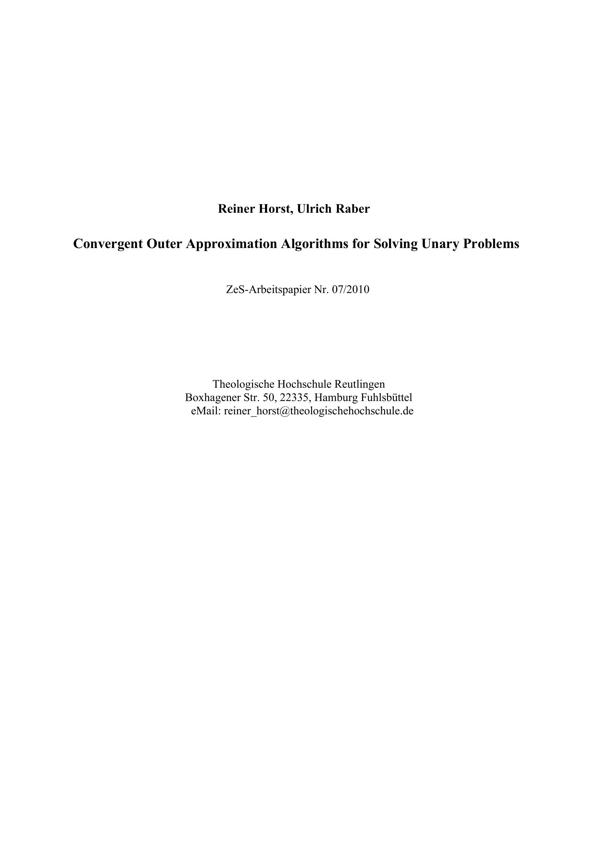 Reiner Horst, Ulrich Raber
Convergent Outer Approximation Algorithms for Solving Unary Problems
ZeS-Arbeitspapier Nr. 07/2010
Theologische Hochschule Reutlingen
Boxhagener Str. 50, 22335, Hamburg Fuhlsbüttel
eMail: reiner_horst@theologischehochschule.de